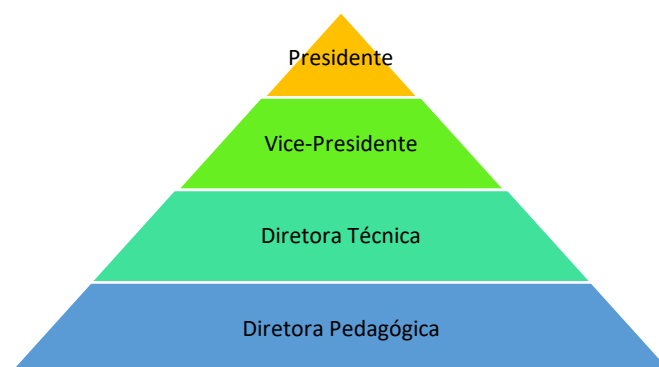 Presidente
Vice-Presidente
Diretora Técnica
Diretora Pedagógica